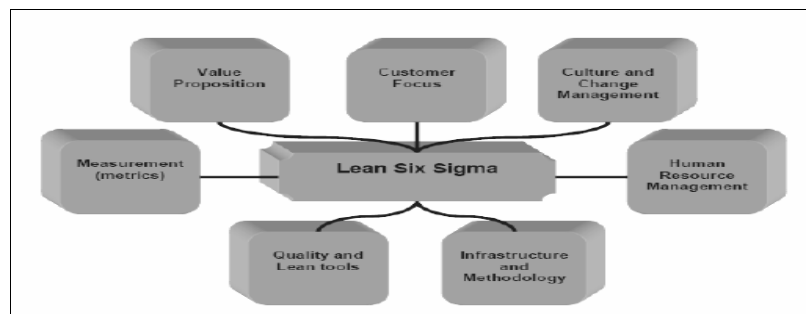 Value
Proposition
Customer
Focus
Culture and
Change
Management
Measurement
(metrics)
Lean Six Sigma
Human
Resource
Management
Quality and
Lean tools
Infrastructure
and
Methodology